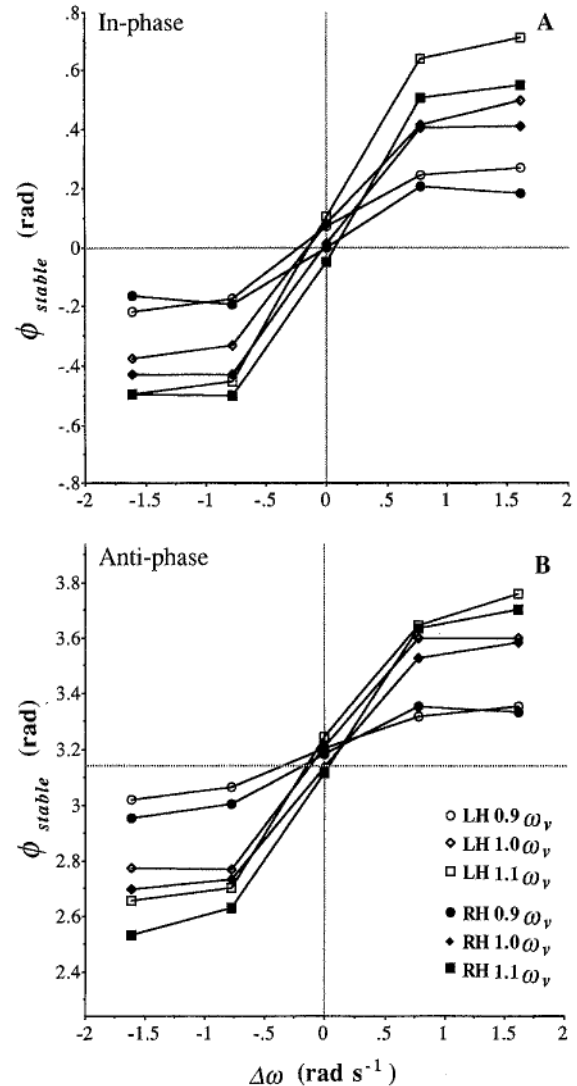 In-phase A
.8
.6
.4
.2
0
-.2
-.4
-.6
-.8
ϕ stable (rad)
-2 -1.5 -1 -.5 0 .5 1 1.5 2
Anti-phase B
3.8
3.6
3.4
3.2
3
2.8
2.6
2.4
ϕ stable (rad)
LH 0.9 ωv
LH 1.0 ωv
LH 1.1 ωv
RH 0.9 ωv
RH 1.0 ωv
RH 1.1 ωv
-2 -1.5 -1 -.5 0 .5 1 1.5 2
Δω (rad s⁻¹)